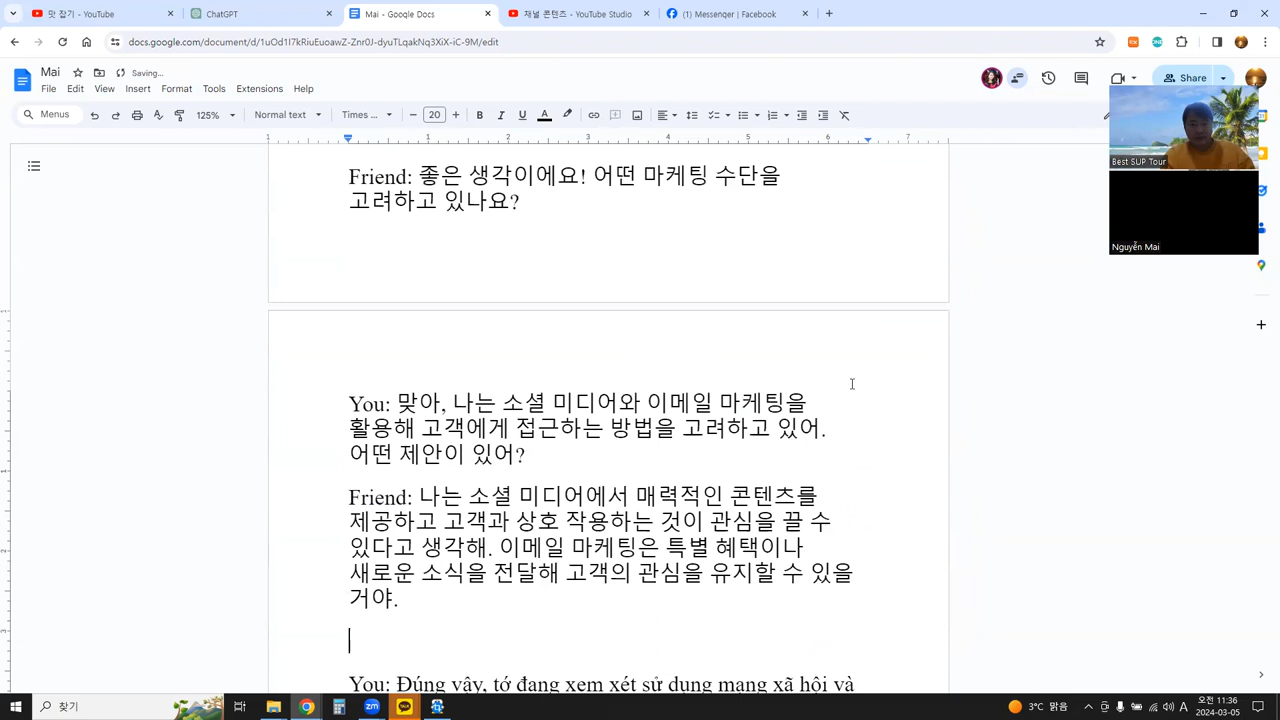 맛 잡기 - YouTube
ChatGPT
Mai - Google Docs
재널 콘텐츠 - YouTube Studio
(1) Messenger | Facebook
docs.google.com/document/d/1uOd1I7kRiuEuoawZ-Znr0J-dyuTLqakNq3XiX-iC-9M/edit
Mai
Saving...
File Edit View Insert Format Tools Extensions Help
Share
Menus
125%
Normal text
Times ...
20
B I U A
1 1 2 3 4 5 6 7
Best SUP Tour
Nguyễn Mai
Friend: 좋은 생각이에요! 어떤 마케팅 수단을
고려하고 있나요?
You: 맞아, 나는 소셜 미디어와 이메일 마케팅을
활용해 고객에게 접근하는 방법을 고려하고 있어.
어떤 제안이 있어?
Friend: 나는 소셜 미디어에서 매력적인 콘텐츠를
제공하고 고객과 상호 작용하는 것이 관심을 끌 수
있다고 생각해. 이메일 마케팅은 특별 혜택이나
새로운 소식을 전달해 고객의 관심을 유지할 수 있을
거야.
You: Đúng vậy, tớ đang xem xét sử dụng mạng xã hội và
찾기
3℃ 맑음
A
오전 11:36
2024-03-05